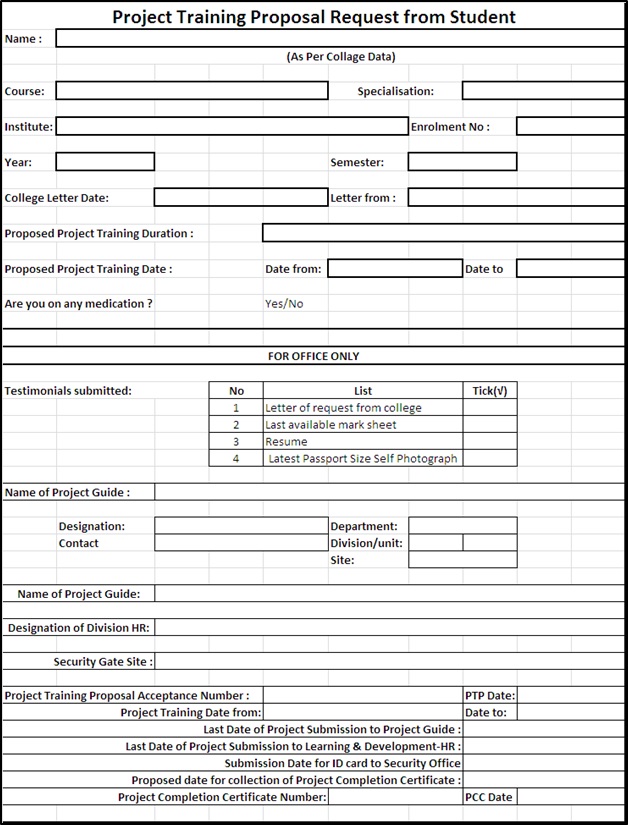 Project Training Proposal Request from Student
Name :
(As Per Collage Data)
Course: Specialisation:
Institute: Enrolment No :
Year: Semester:
College Letter Date: Letter from :
Proposed Project Training Duration :
Proposed Project Training Date : Date from: Date to
Are you on any medication ? Yes/No
FOR OFFICE ONLY
Testimonials submitted: No List Tick(√)
1 Letter of request from college
2 Last available mark sheet
3 Resume
4 Latest Passport Size Self Photograph
Name of Project Guide :
Designation: Department:
Contact Division/unit:
Site:
Name of Project Guide:
Designation of Division HR:
Security Gate Site :
Project Training Proposal Acceptance Number : PTP Date:
Project Training Date from: Date to:
Last Date of Project Submission to Project Guide :
Last Date of Project Submission to Learning & Development-HR :
Submission Date for ID card to Security Office
Proposed date for collection of Project Completion Certificate :
Project Completion Certificate Number: PCC Date